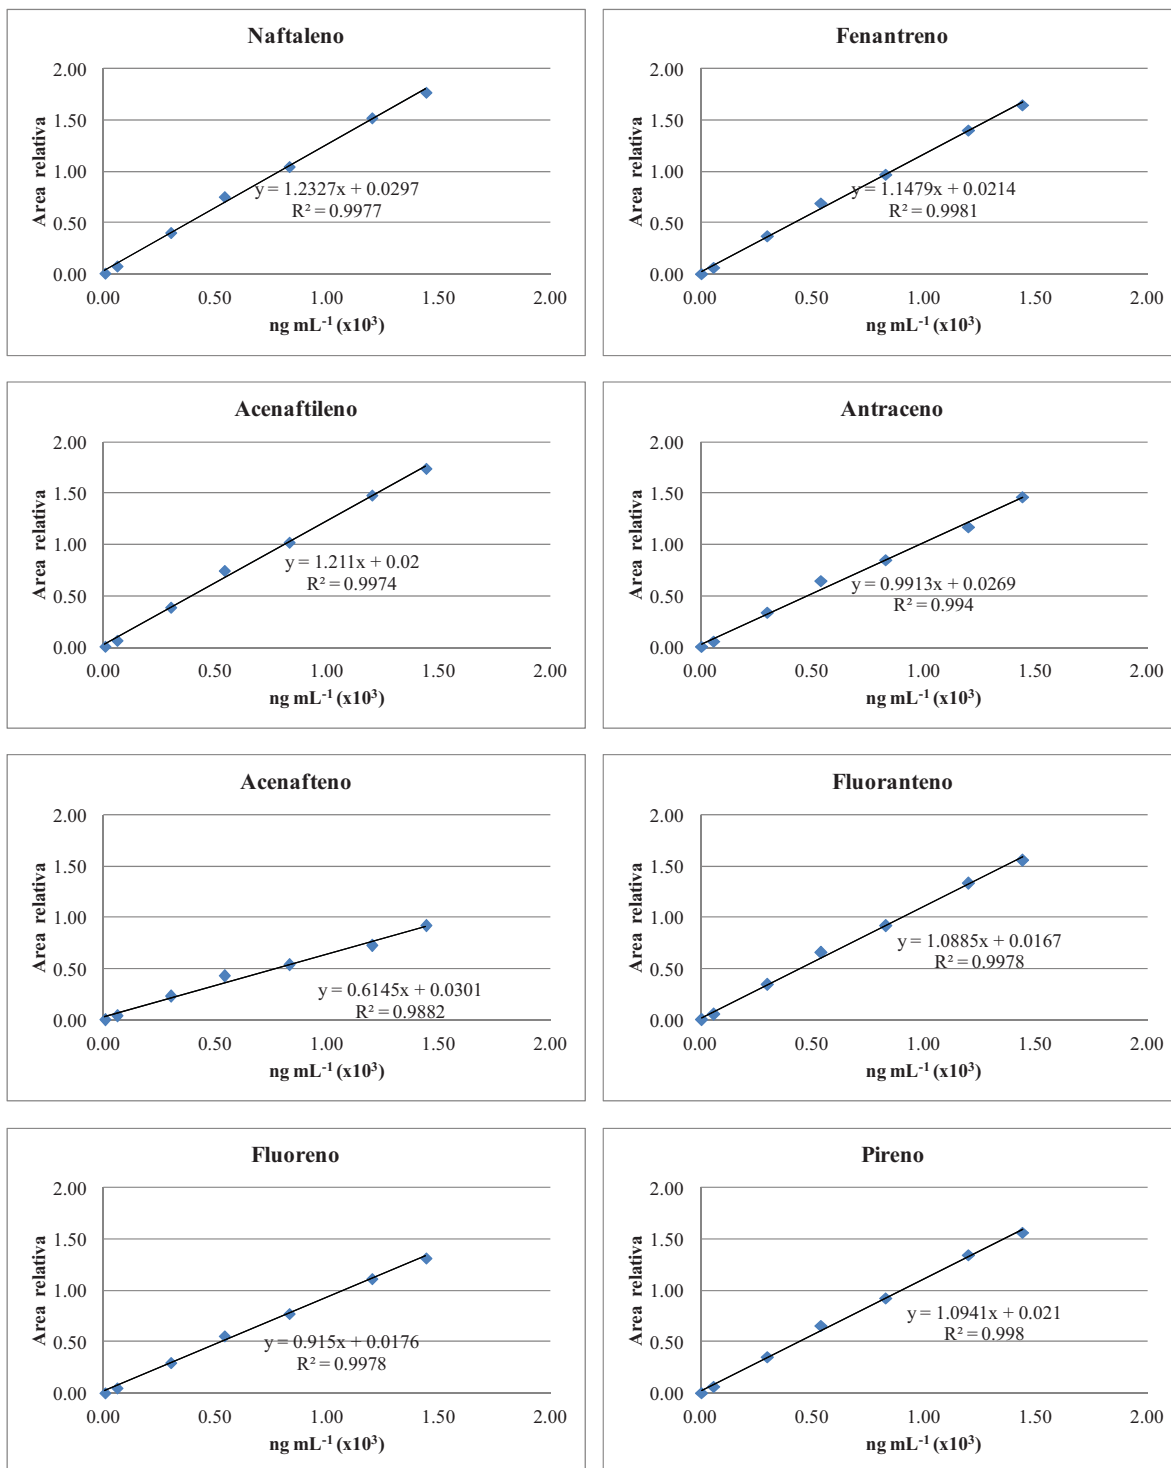 Naftaleno
Area relativa
2.00
1.50
1.00
0.50
0.00
y = 1.2327x + 0.0297
R² = 0.9977
0.00 0.50 1.00 1.50 2.00
ng mL⁻¹ (x10³)
Fenantreno
Area relativa
2.00
1.50
1.00
0.50
0.00
y = 1.1479x + 0.0214
R² = 0.9981
0.00 0.50 1.00 1.50 2.00
ng mL⁻¹ (x10³)
Acenaftileno
Area relativa
2.00
1.50
1.00
0.50
0.00
y = 1.211x + 0.02
R² = 0.9974
0.00 0.50 1.00 1.50 2.00
ng mL⁻¹ (x10³)
Antraceno
Area relativa
2.00
1.50
1.00
0.50
0.00
y = 0.9913x + 0.0269
R² = 0.994
0.00 0.50 1.00 1.50 2.00
ng mL⁻¹ (x10³)
Acenafteno
Area relativa
2.00
1.50
1.00
0.50
0.00
y = 0.6145x + 0.0301
R² = 0.9882
0.00 0.50 1.00 1.50 2.00
ng mL⁻¹ (x10³)
Fluoranteno
Area relativa
2.00
1.50
1.00
0.50
0.00
y = 1.0885x + 0.0167
R² = 0.9978
0.00 0.50 1.00 1.50 2.00
ng mL⁻¹ (x10³)
Fluoreno
Area relativa
2.00
1.50
1.00
0.50
0.00
y = 0.915x + 0.0176
R² = 0.9978
0.00 0.50 1.00 1.50 2.00
ng mL⁻¹ (x10³)
Pireno
Area relativa
2.00
1.50
1.00
0.50
0.00
y = 1.0941x + 0.021
R² = 0.998
0.00 0.50 1.00 1.50 2.00
ng mL⁻¹ (x10³)